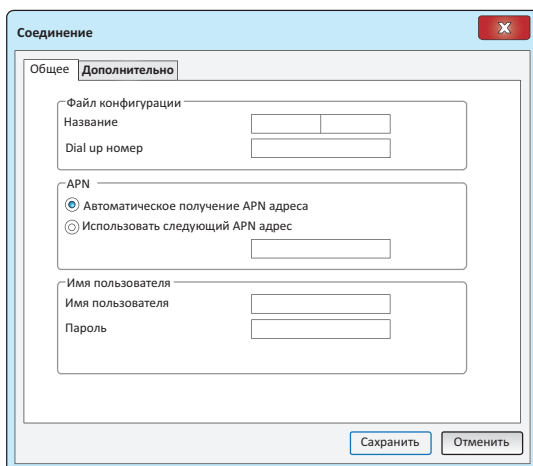 Соединение
Общее Дополнительно
Файл конфигурации
Название
Dial up номер
APN
Автоматическое получение APN адреса
Использовать следующий APN адрес
Имя пользователя
Имя пользователя
Пароль
Сахранить Отменить